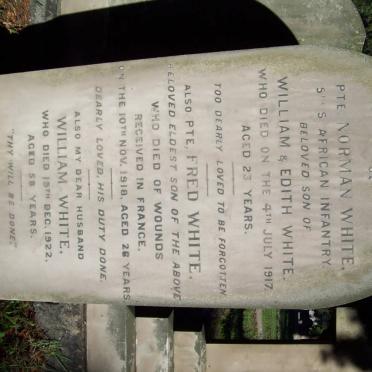 PTE. NORMAN WHITE.
5TH S. AFRICAN INFANTRY
BELOVED SON OF
WILLIAM & EDITH WHITE.
WHO DIED ON THE 4TH JULY 1917.
AGED 23 YEARS.
TOO DEARLY LOVED TO BE FORGOTTEN
ALSO PTE. FRED WHITE.
BELOVED ELDEST SON OF THE ABOVE
WHO DIED OF WOUNDS
RECEIVED IN FRANCE.
ON THE 10TH NOV. 1918, AGED 26 YEARS
DEARLY LOVED, HIS DUTY DONE.
ALSO MY DEAR HUSBAND
WILLIAM WHITE.
WHO DIED 15TH DEC. 1922.
AGED 58 YEARS.
"THY WILL BE DONE"